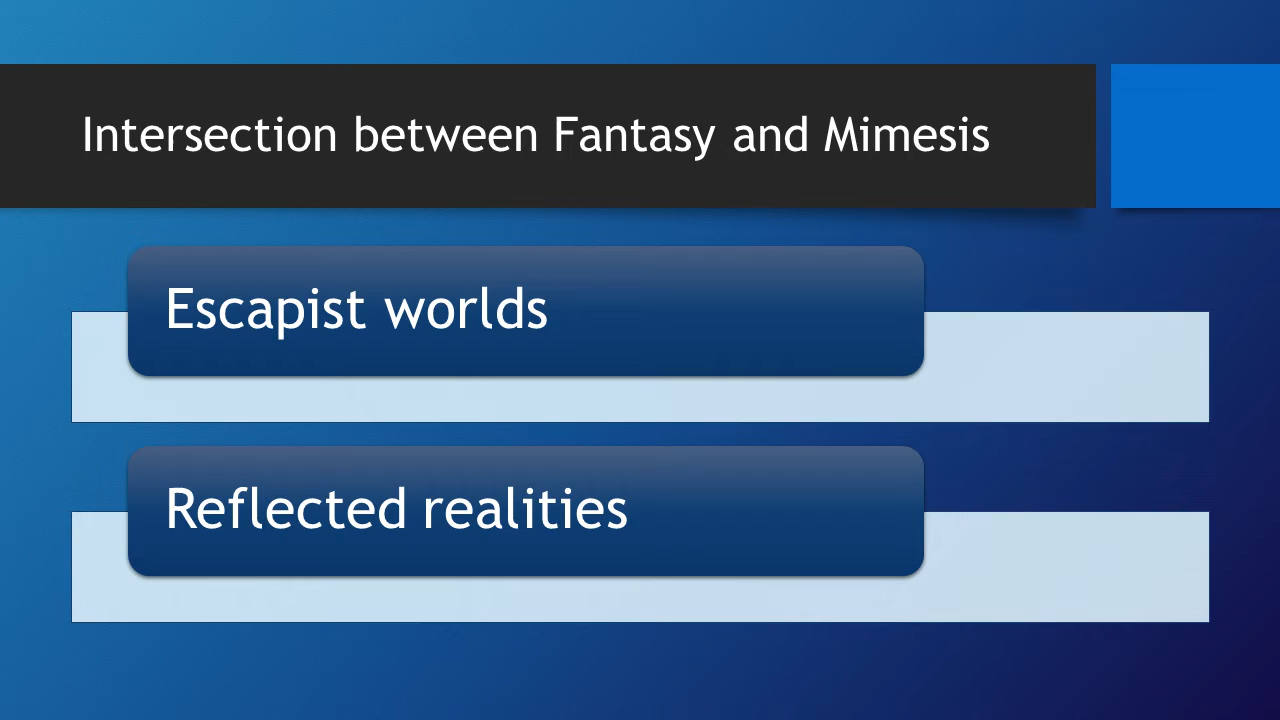 Intersection between Fantasy and Mimesis
Escapist worlds
Reflected realities